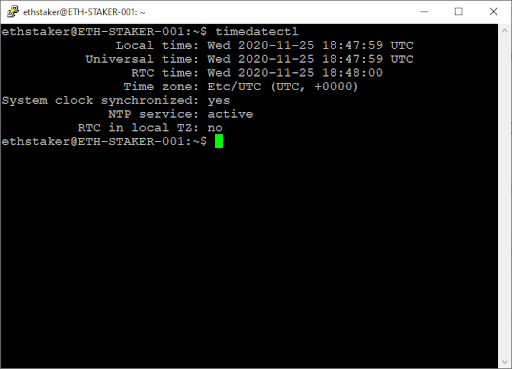 ethstaker@ETH-STAKER-001: ~
ethstaker@ETH-STAKER-001:~$ timedatectl
Local time: Wed 2020-11-25 18:47:59 UTC
Universal time: Wed 2020-11-25 18:47:59 UTC
RTC time: Wed 2020-11-25 18:48:00
Time zone: Etc/UTC (UTC, +0000)
System clock synchronized: yes
NTP service: active
RTC in local TZ: no
ethstaker@ETH-STAKER-001:~$